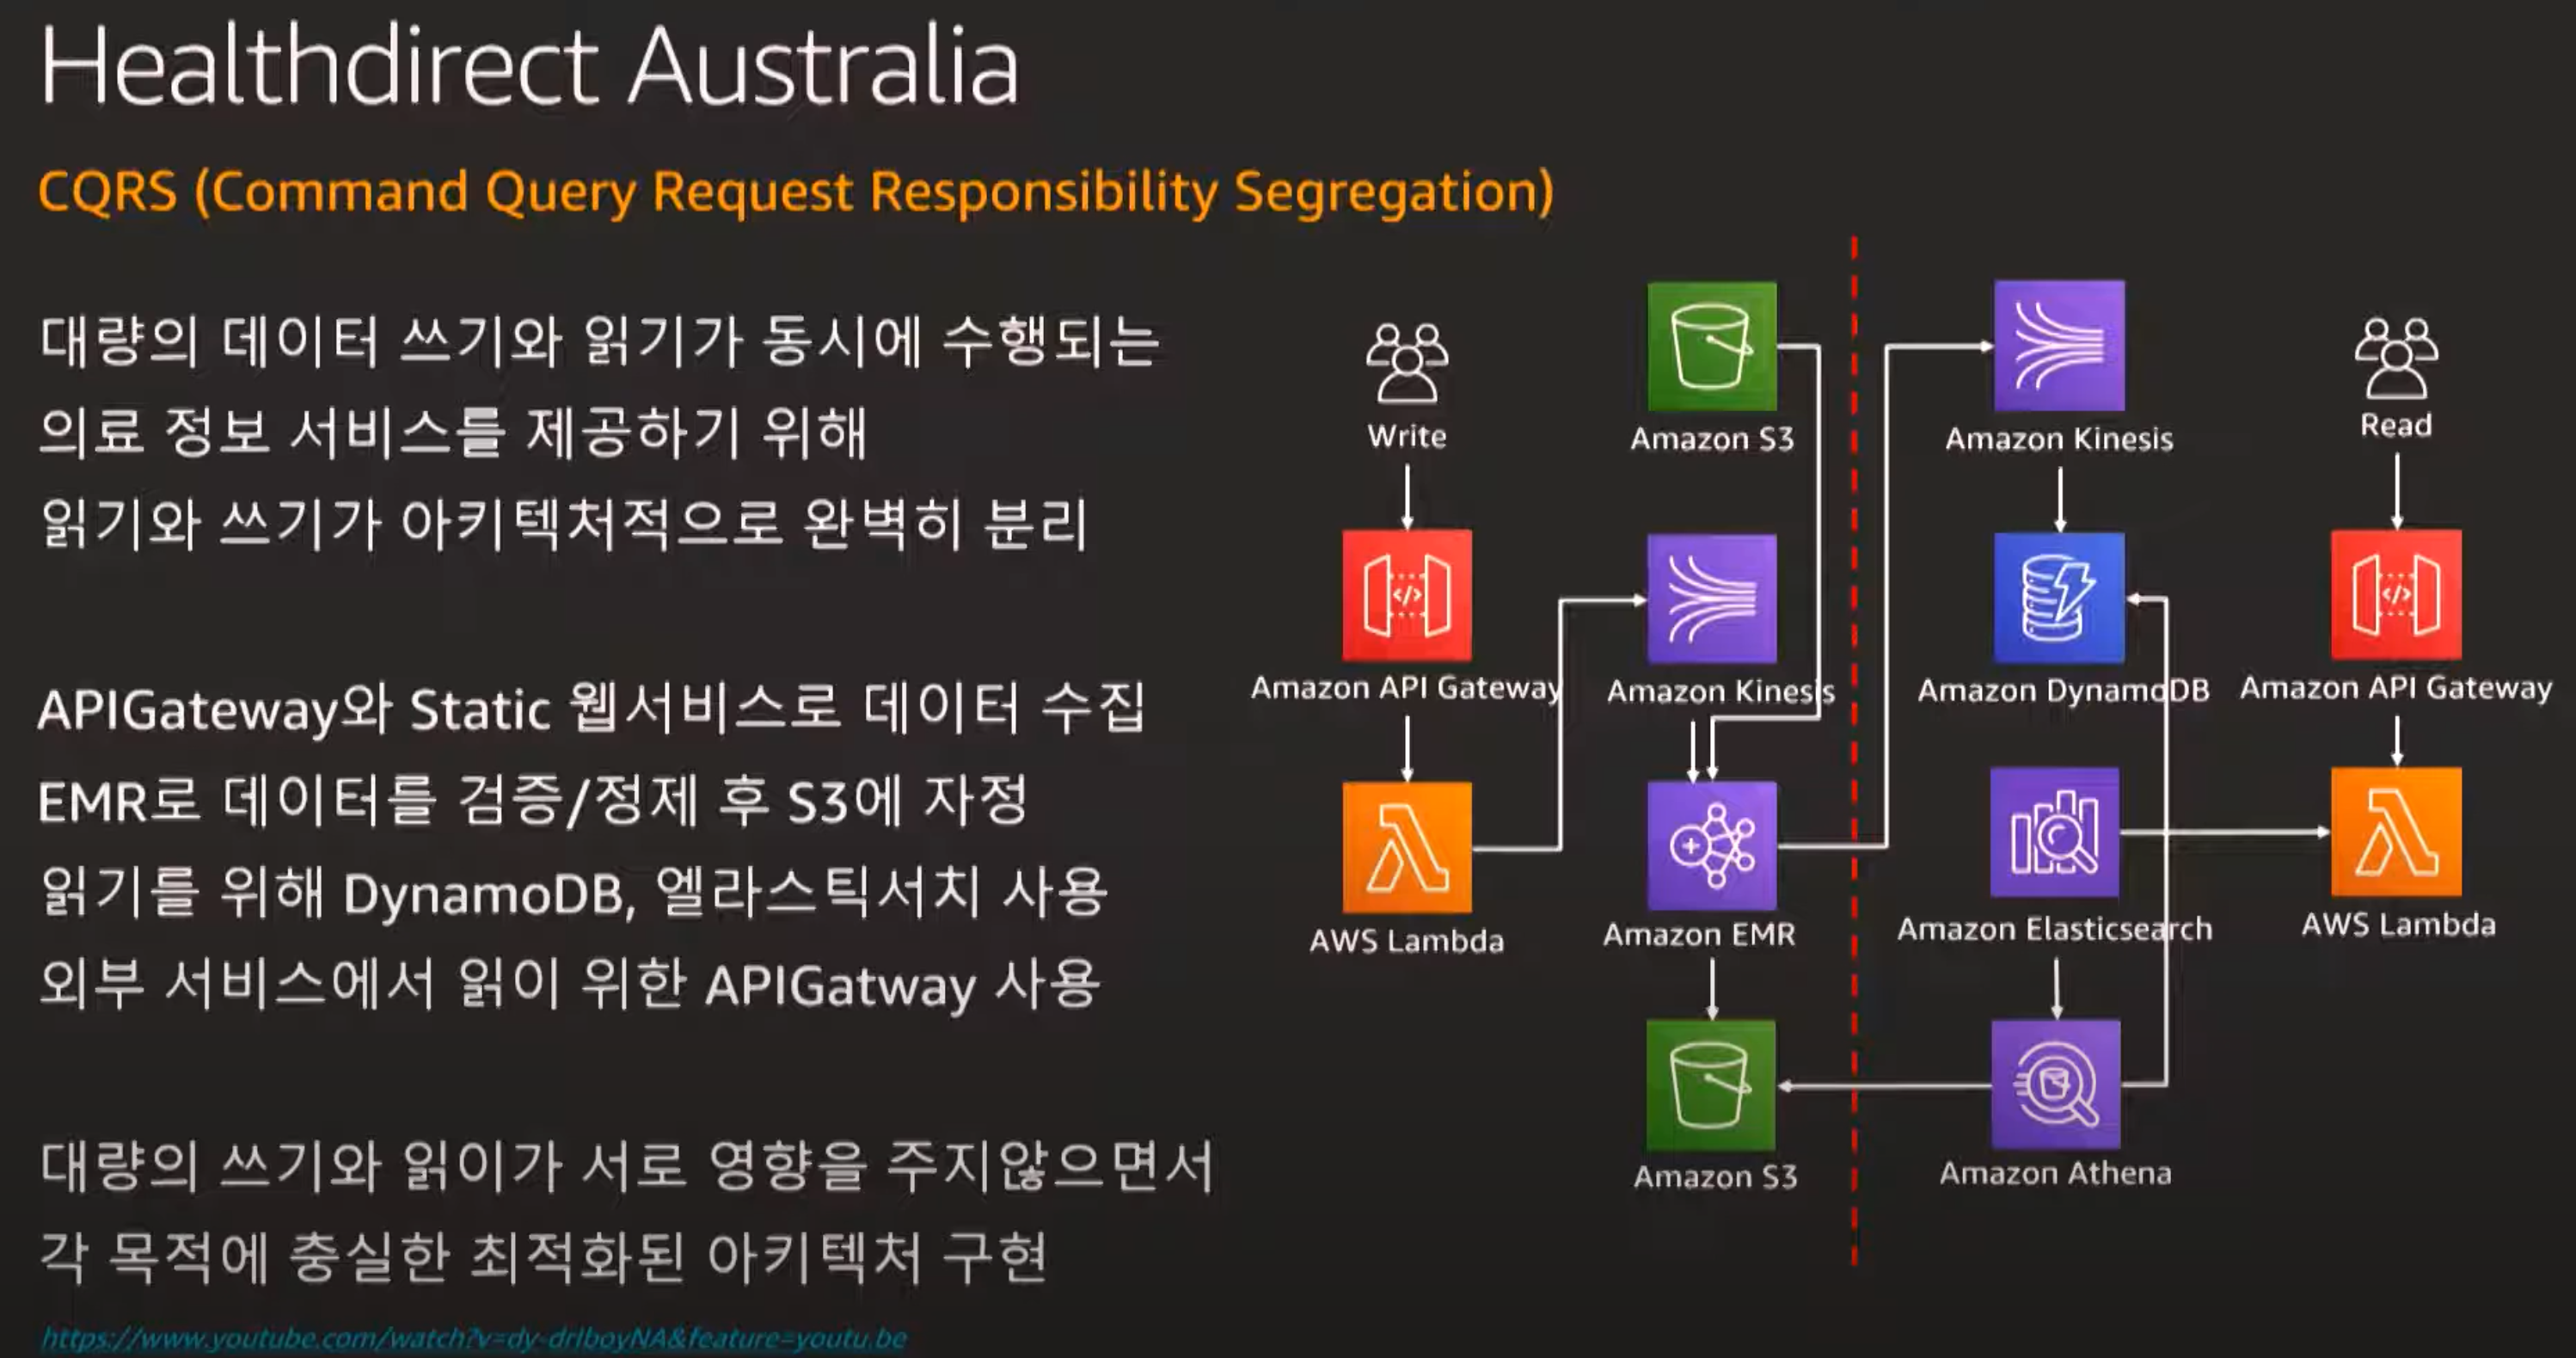 Healthdirect Australia
CQRS (Command Query Request Responsibility Segregation)
대량의 데이터 쓰기와 읽기가 동시에 수행되는
의료 정보 서비스를 제공하기 위해
읽기와 쓰기가 아키텍처적으로 완벽히 분리
APIGateway와 Static 웹서비스로 데이터 수집
EMR로 데이터를 검증/정제 후 S3에 자정
읽기를 위해 DynamoDB, 엘라스틱서치 사용
외부 서비스에서 읽이 위한 APIGatway 사용
대량의 쓰기와 읽이가 서로 영향을 주지않으면서
각 목적에 충실한 최적화된 아키텍처 구현
https://www.youtube.com/watch?v=dy-drlboyNA&feature=youtu.be
Write
Amazon S3
Amazon Kinesis
Read
Amazon API Gateway
Amazon Kinesis
Amazon DynamoDB
Amazon API Gateway
AWS Lambda
Amazon EMR
Amazon Elasticsearch
AWS Lambda
Amazon S3
Amazon Athena